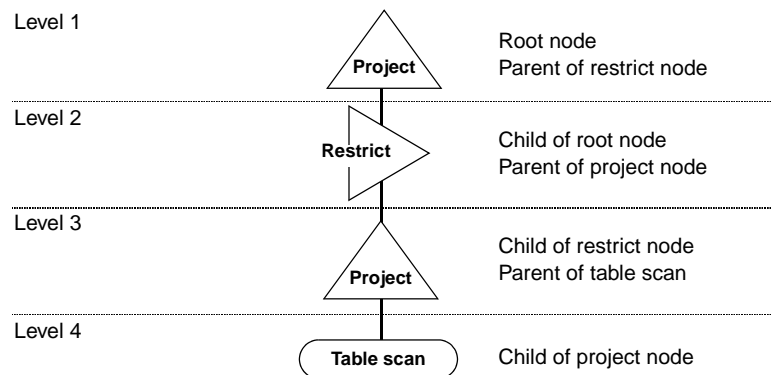 Level 1
Project
Root node
Parent of restrict node
Level 2
Restrict
Child of root node
Parent of project node
Level 3
Project
Child of restrict node
Parent of table scan
Level 4
Table scan
Child of project node